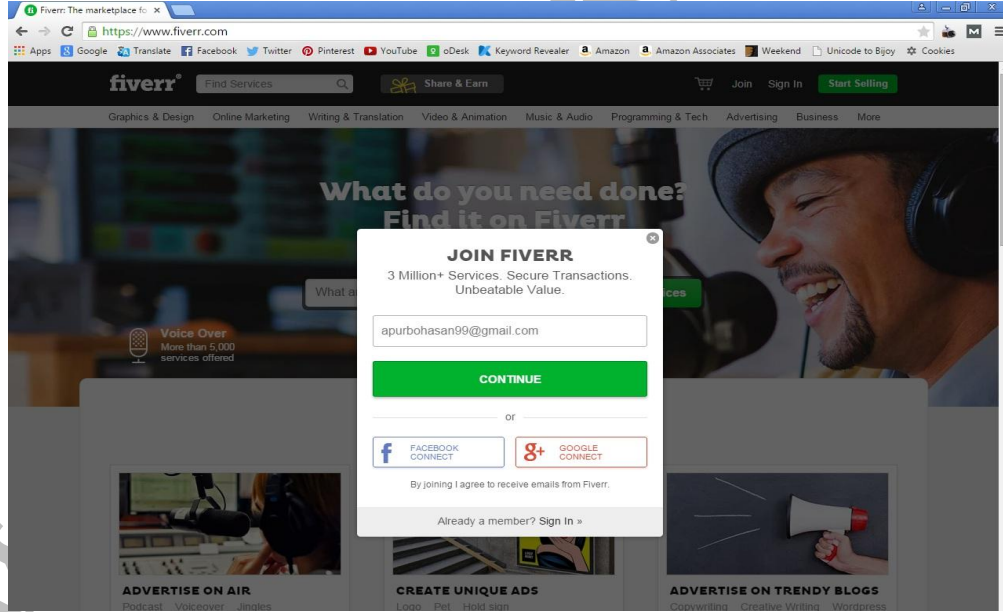 Fiverr: The marketplace fo
https://www.fiverr.com
Apps Google Translate Facebook Twitter Pinterest YouTube oDesk Keyword Revealer Amazon Amazon Associates Weekend Unicode to Bijoy Cookies
fiverr Find Services Share & Earn Join Sign In Start Selling
Graphics & Design Online Marketing Writing & Translation Video & Animation Music & Audio Programming & Tech Advertising Business More
What do you need done?
Find it on Fiverr
JOIN FIVERR
3 Million+ Services. Secure Transactions.
Unbeatable Value.
What a
Voice Over
More than 5,000
services offered
apurbohasan99@gmail.com
CONTINUE
or
FACEBOOK
CONNECT
g+ GOOGLE
CONNECT
By joining I agree to receive emails from Fiverr.
Already a member? Sign In »
ADVERTISE ON AIR
Podcast Voiceover Jingles
CREATE UNIQUE ADS
Logo Pet Hold sign
ADVERTISE ON TRENDY BLOGS
Copywriting Creative Writing Wordpress